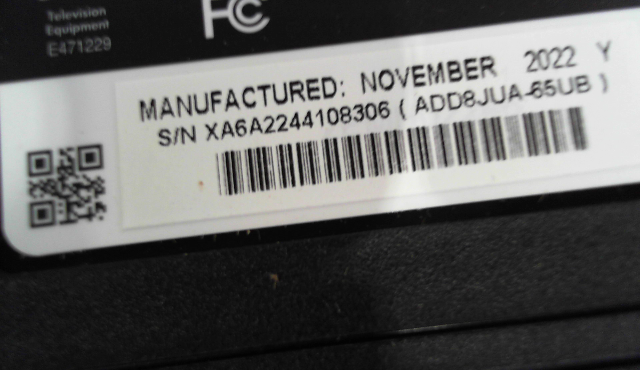 FC
Television
Equipment
E471229
MANUFACTURED: NOVEMBER 2022 Y
S/N XA6A2244108306 ( ADD8JUA-65UB )